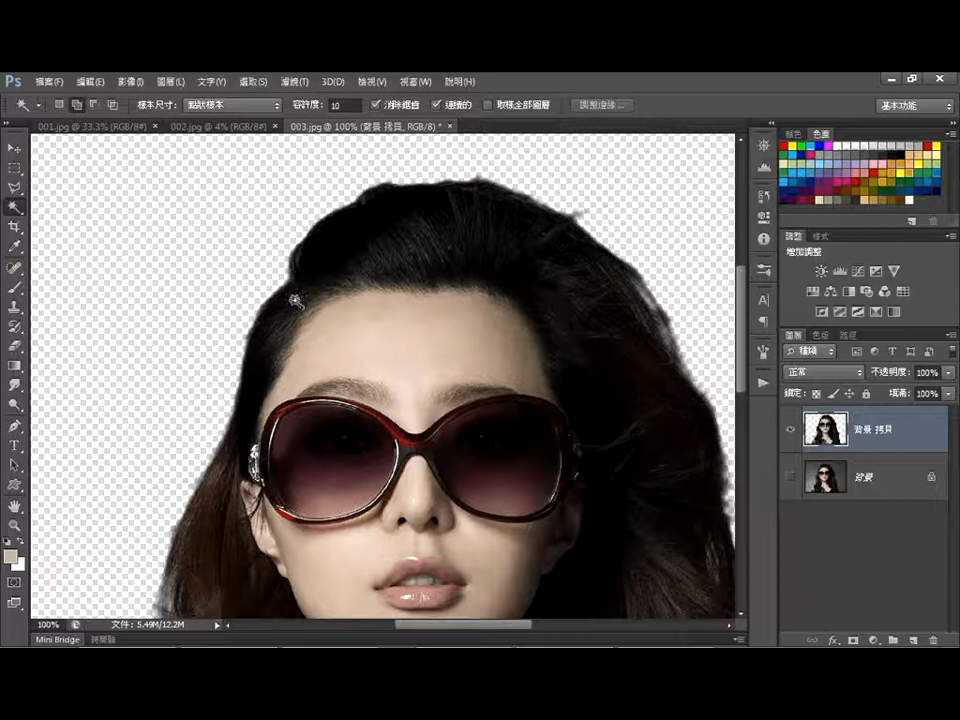 Ps 檔案(F) 編輯(E) 影像(I) 圖層(L) 文字(Y) 選取(S) 濾鏡(T) 3D(D) 檢視(V) 視窗(W) 說明(H)
樣本尺寸: 點狀樣本 容許度: 10 消除鋸齒 連續的 取樣全部圖層 調整邊緣... 基本功能
001.jpg @ 33.3% (RGB/8#) × 002.jpg @ 4% (RGB/8#) × 003.jpg @ 100% (背景 拷貝, RGB/8) * ×
顏色 色票
調整 樣式
增加調整
圖層 色版 路徑
種類
正常 不透明度: 100%
鎖定: 填滿: 100%
背景 拷貝
背景
100% 文件: 5.49M/12.2M
Mini Bridge 時間軸